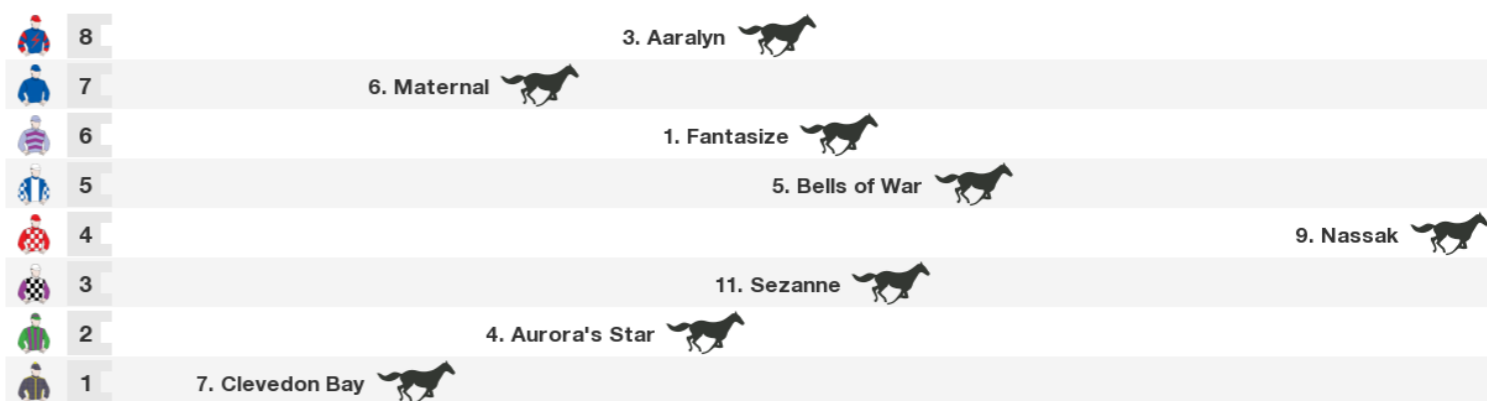 8 3. Aaralyn
7 6. Maternal
6 1. Fantasize
5 5. Bells of War
4 9. Nassak
3 11. Sezanne
2 4. Aurora's Star
1 7. Clevedon Bay